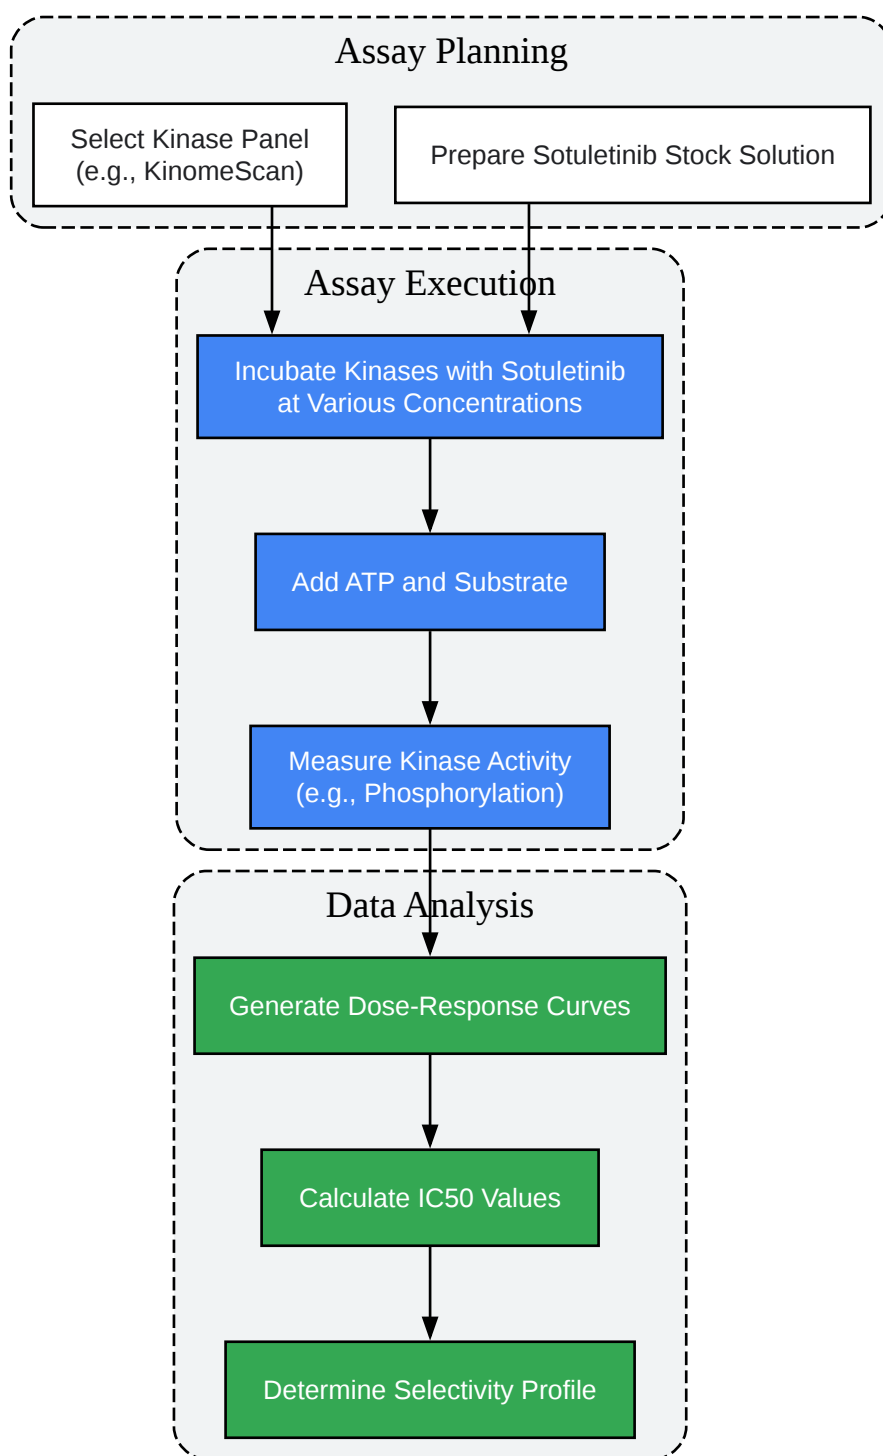 Assay Planning
Select Kinase Panel
(e.g., KinomeScan)
Prepare Sotuletinib Stock Solution
Assay Execution
Incubate Kinases with Sotuletinib
at Various Concentrations
Add ATP and Substrate
Measure Kinase Activity
(e.g., Phosphorylation)
Data Analysis
Generate Dose-Response Curves
Calculate IC50 Values
Determine Selectivity Profile